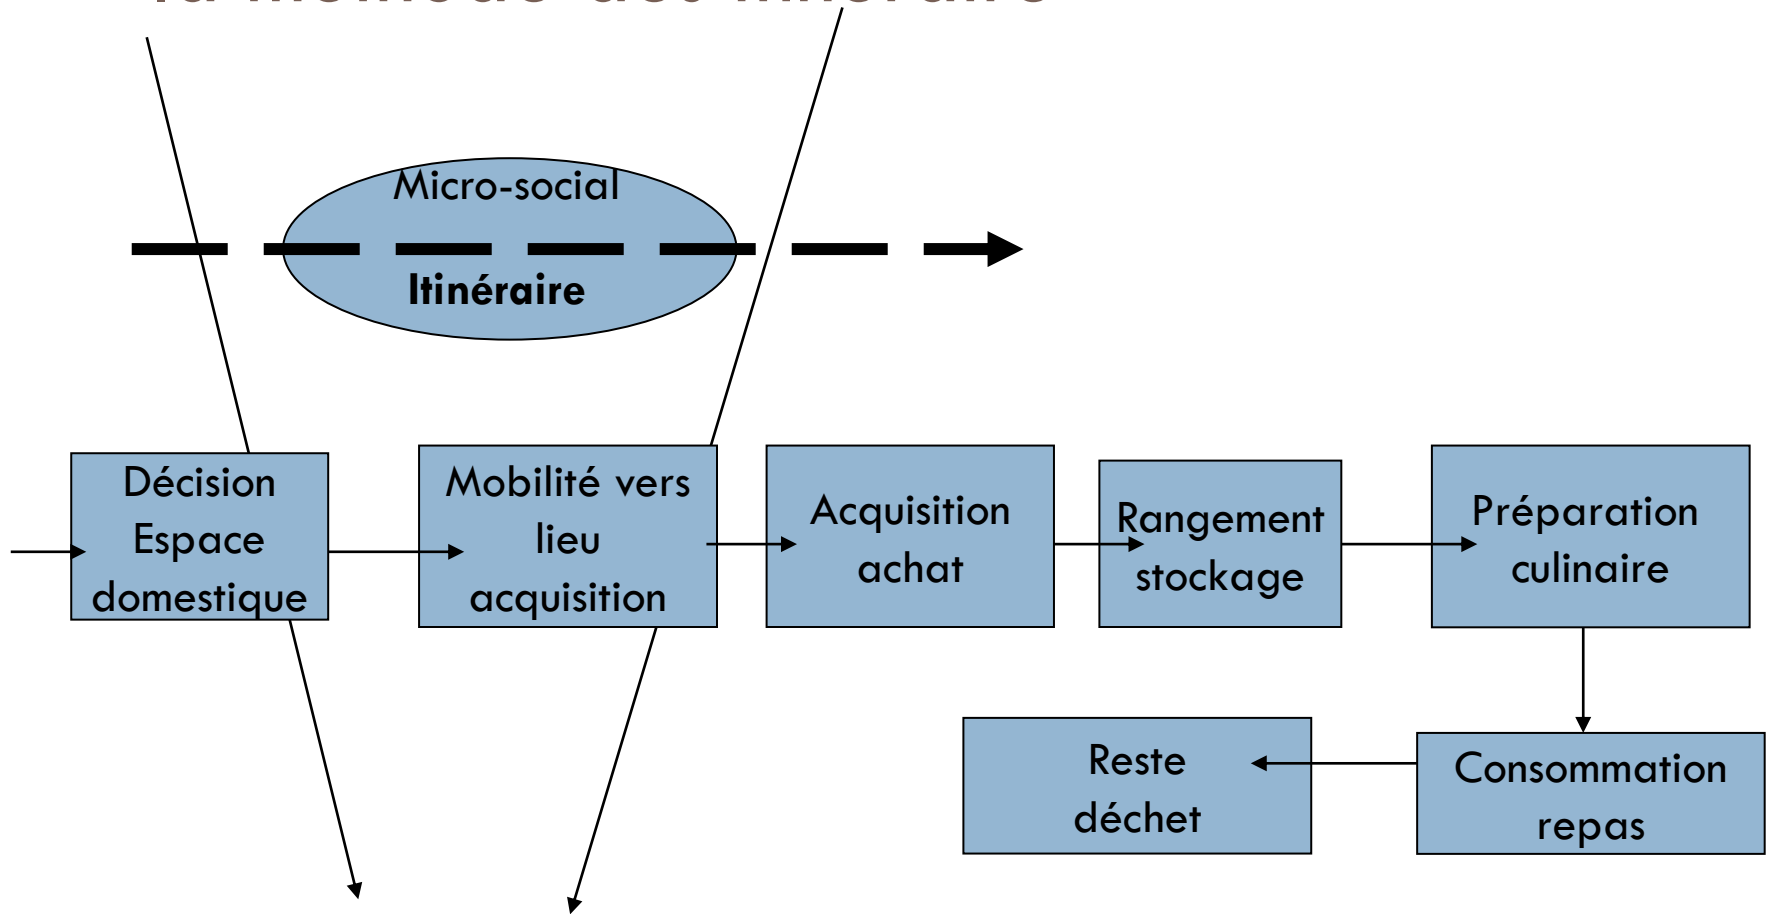 Micro-social
Itinéraire
Décision
Espace
domestique
Mobilité vers
lieu
acquisition
Acquisition
achat
Rangement
stockage
Préparation
culinaire
Reste
déchet
Consommation
repas